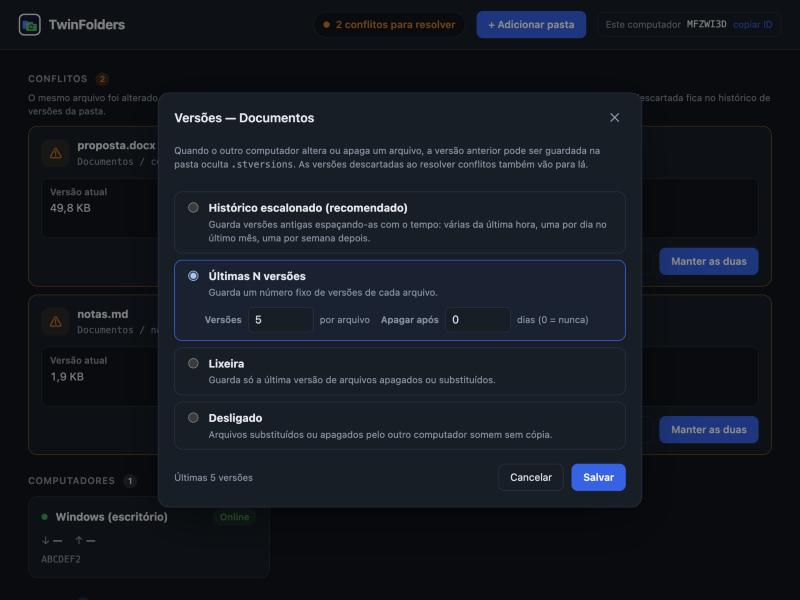 TwinFolders
2 conflitos para resolver
+ Adicionar pasta
Este computador MFZWI3D copiar ID
CONFLITOS 2
O mesmo arquivo foi alterado
descartada fica no histórico de
versões da pasta.
proposta.docx
Documentos /
Versão atual
49,8 KB
Manter as duas
notas.md
Documentos /
Versão atual
1,9 KB
Manter as duas
COMPUTADORES 1
Windows (escritório) Online
↓ — ↑ —
ABCDEF2
Versões — Documentos
Quando o outro computador altera ou apaga um arquivo, a versão anterior pode ser guardada na
pasta oculta .stversions. As versões descartadas ao resolver conflitos também vão para lá.
Histórico escalonado (recomendado)
Guarda versões antigas espaçando-as com o tempo: várias da última hora, uma por dia no
último mês, uma por semana depois.
Últimas N versões
Guarda um número fixo de versões de cada arquivo.
Versões 5 por arquivo Apagar após 0 dias (0 = nunca)
Lixeira
Guarda só a última versão de arquivos apagados ou substituídos.
Desligado
Arquivos substituídos ou apagados pelo outro computador somem sem cópia.
Últimas 5 versões
Cancelar
Salvar